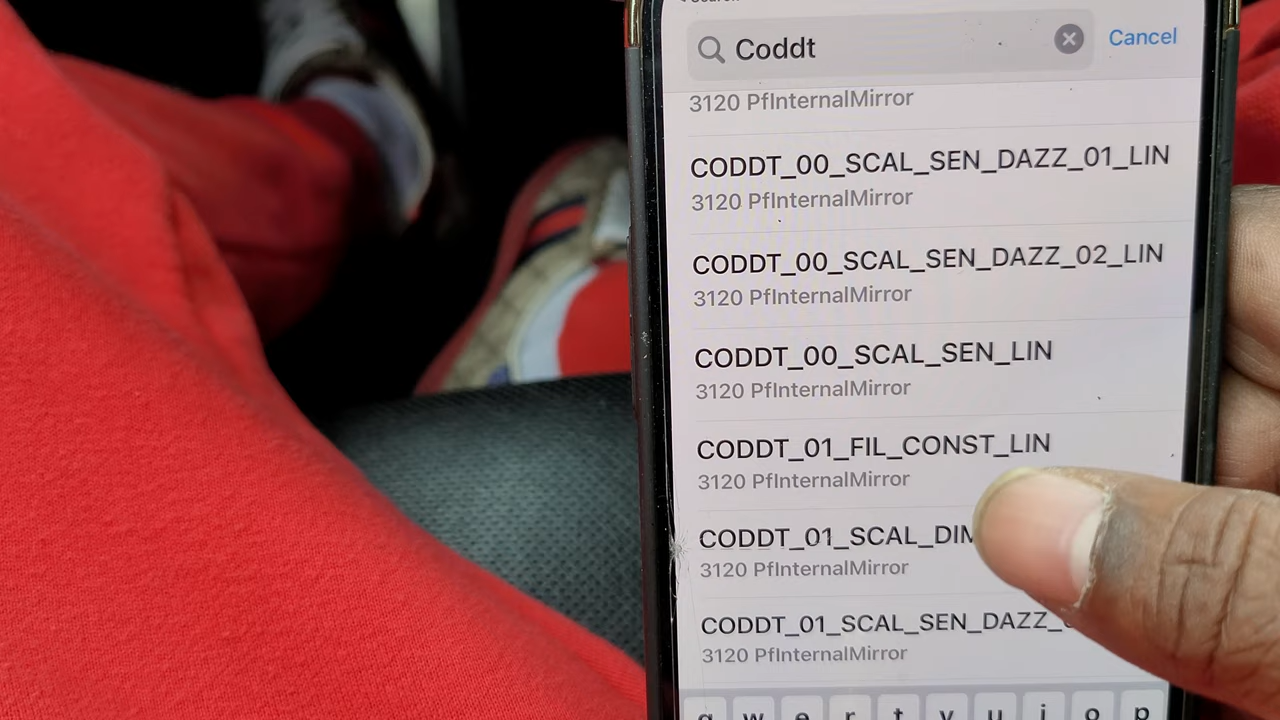 Coddt
Cancel
3120 PfInternalMirror
CODDT_00_SCAL_SEN_DAZZ_01_LIN
3120 PfInternalMirror
CODDT_00_SCAL_SEN_DAZZ_02_LIN
3120 PfInternalMirror
CODDT_00_SCAL_SEN_LIN
3120 PfInternalMirror
CODDT_01_FIL_CONST_LIN
3120 PfInternalMirror
CODDT_01_SCAL_DIM
3120 PfInternalMirror
CODDT_01_SCAL_SEN_DAZZ_
3120 PfInternalMirror
q w e r t y u i o p